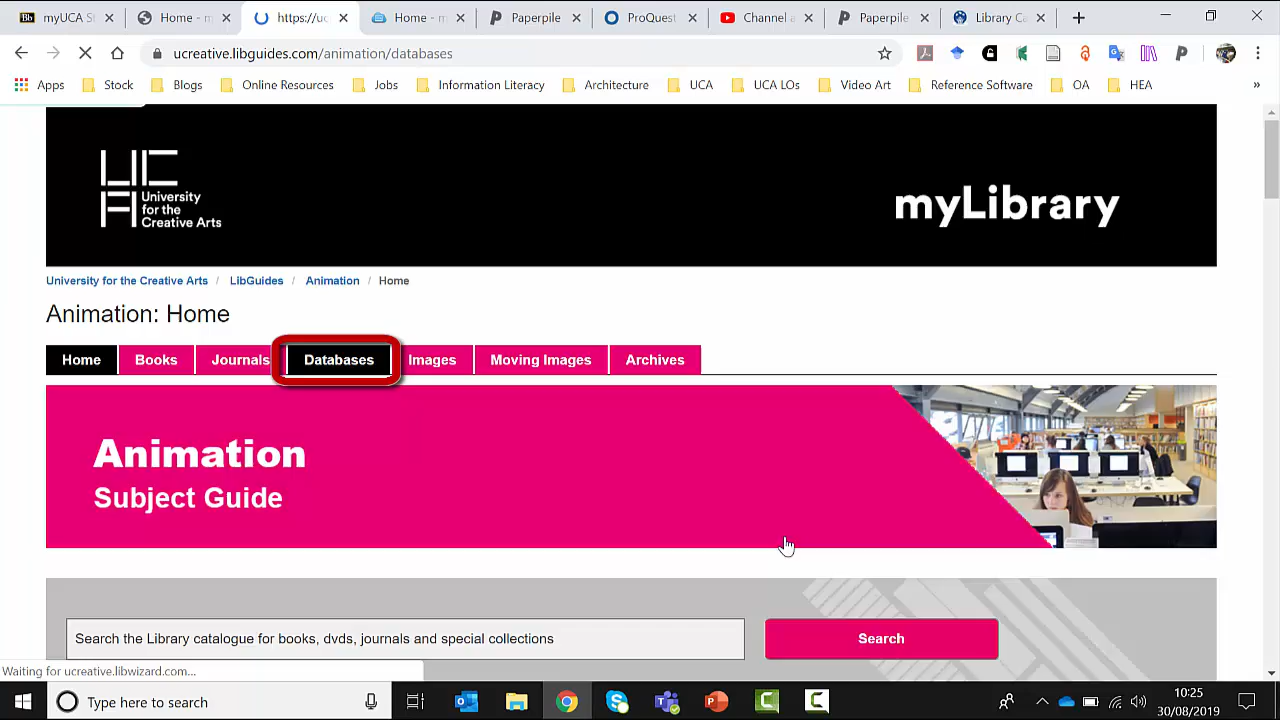 myUCA S
Home - m
https://uc
Home - m
Paperpile
ProQuest
Channel a
Paperpile
Library Ca
ucreative.libguides.com/animation/databases
Apps
Stock
Blogs
Online Resources
Jobs
Information Literacy
Architecture
UCA
UCA LOs
Video Art
Reference Software
OA
HEA
»
UCA
University
for the
Creative Arts
myLibrary
University for the Creative Arts / LibGuides / Animation / Home
Animation: Home
Home
Books
Journals
Databases
Images
Moving Images
Archives
Animation
Subject Guide
Search the Library catalogue for books, dvds, journals and special collections
Search
Waiting for ucreative.libwizard.com...
Type here to search
10:25
30/08/2019